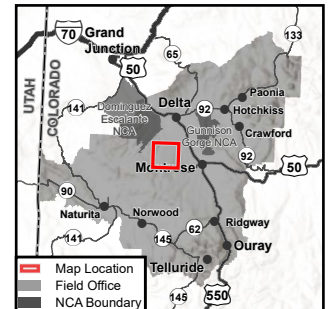 70
Grand
Junction
50
65
133
UTAH
COLORADO
141
Delta
92
Paonia
Hotchkiss
Dominguez
Escalante
NCA
Gunnison
Gorge NCA
Crawford
92
Montrose
50
90
Naturita
Norwood
62
Ridgway
141
145
Ouray
Telluride
145
550
Map Location
Field Office
NCA Boundary